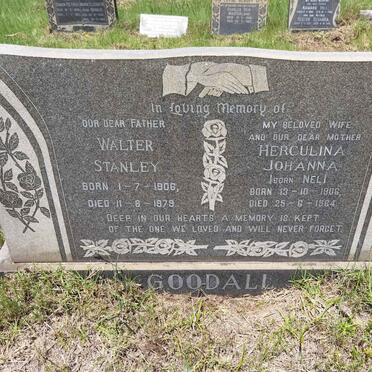 In Loving Memory of
OUR DEAR FATHER
WALTER
STANLEY
BORN 1-7-1906,
DIED 11-8-1979.
MY BELOVED WIFE
AND OUR DEAR MOTHER
HERCULINA
JOHANNA
(BORN NEL)
BORN 13-10-1906,
DIED 25-6-1964.
DEEP IN OUR HEARTS A MEMORY IS KEPT
OF THE ONE WE LOVED AND WILL NEVER FORGET.
GOODALL